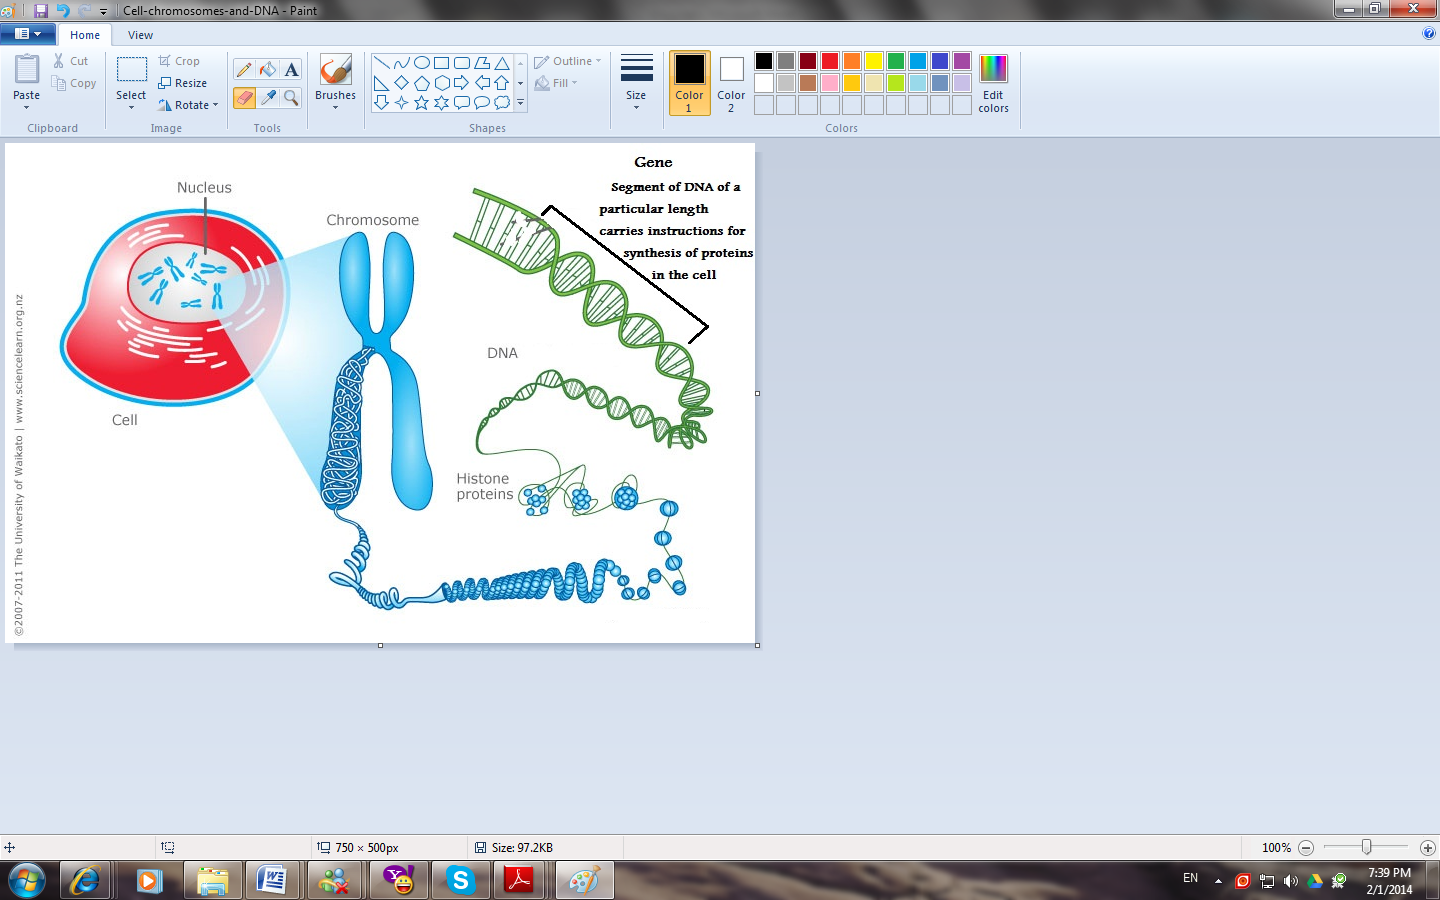 Cell-chromosomes-and-DNA - Paint
Home
View
Paste
Cut
Copy
Clipboard
Select
Crop
Resize
Rotate
Image
A
Tools
Brushes
Outline
Fill
Shapes
Size
Color 1
Color 2
Edit colors
Colors
Gene
Segment of DNA of a
particular length
carries instructions for
synthesis of proteins
in the cell
Nucleus
Chromosome
DNA
Cell
Histone
proteins
©2007-2011 The University of Waikato | www.sciencelearn.org.nz
750 × 500px
Size: 97.2KB
100%
EN
7:39 PM
2/1/2014